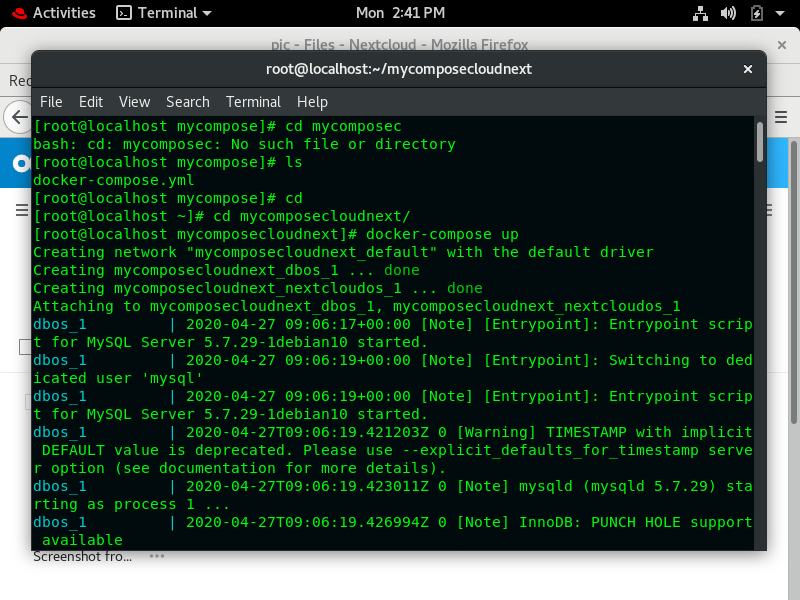 Activities Terminal Mon 2:41 PM
pic - Files - Nextcloud - Mozilla Firefox
root@localhost:~/mycomposecloudnext
File Edit View Search Terminal Help
[root@localhost mycompose]# cd mycomposec
bash: cd: mycomposec: No such file or directory
[root@localhost mycompose]# ls
docker-compose.yml
[root@localhost mycompose]# cd
[root@localhost ~]# cd mycomposecloudnext/
[root@localhost mycomposecloudnext]# docker-compose up
Creating network "mycomposecloudnext_default" with the default driver
Creating mycomposecloudnext_dbos_1 ... done
Creating mycomposecloudnext_nextcloudos_1 ... done
Attaching to mycomposecloudnext_dbos_1, mycomposecloudnext_nextcloudos_1
dbos_1 | 2020-04-27 09:06:17+00:00 [Note] [Entrypoint]: Entrypoint scrip
t for MySQL Server 5.7.29-1debian10 started.
dbos_1 | 2020-04-27 09:06:19+00:00 [Note] [Entrypoint]: Switching to ded
icated user 'mysql'
dbos_1 | 2020-04-27 09:06:19+00:00 [Note] [Entrypoint]: Entrypoint scrip
t for MySQL Server 5.7.29-1debian10 started.
dbos_1 | 2020-04-27T09:06:19.421203Z 0 [Warning] TIMESTAMP with implicit
DEFAULT value is deprecated. Please use --explicit_defaults_for_timestamp serve
r option (see documentation for more details).
dbos_1 | 2020-04-27T09:06:19.423011Z 0 [Note] mysqld (mysqld 5.7.29) sta
rting as process 1 ...
dbos_1 | 2020-04-27T09:06:19.426994Z 0 [Note] InnoDB: PUNCH HOLE support
available
Screenshot fro...